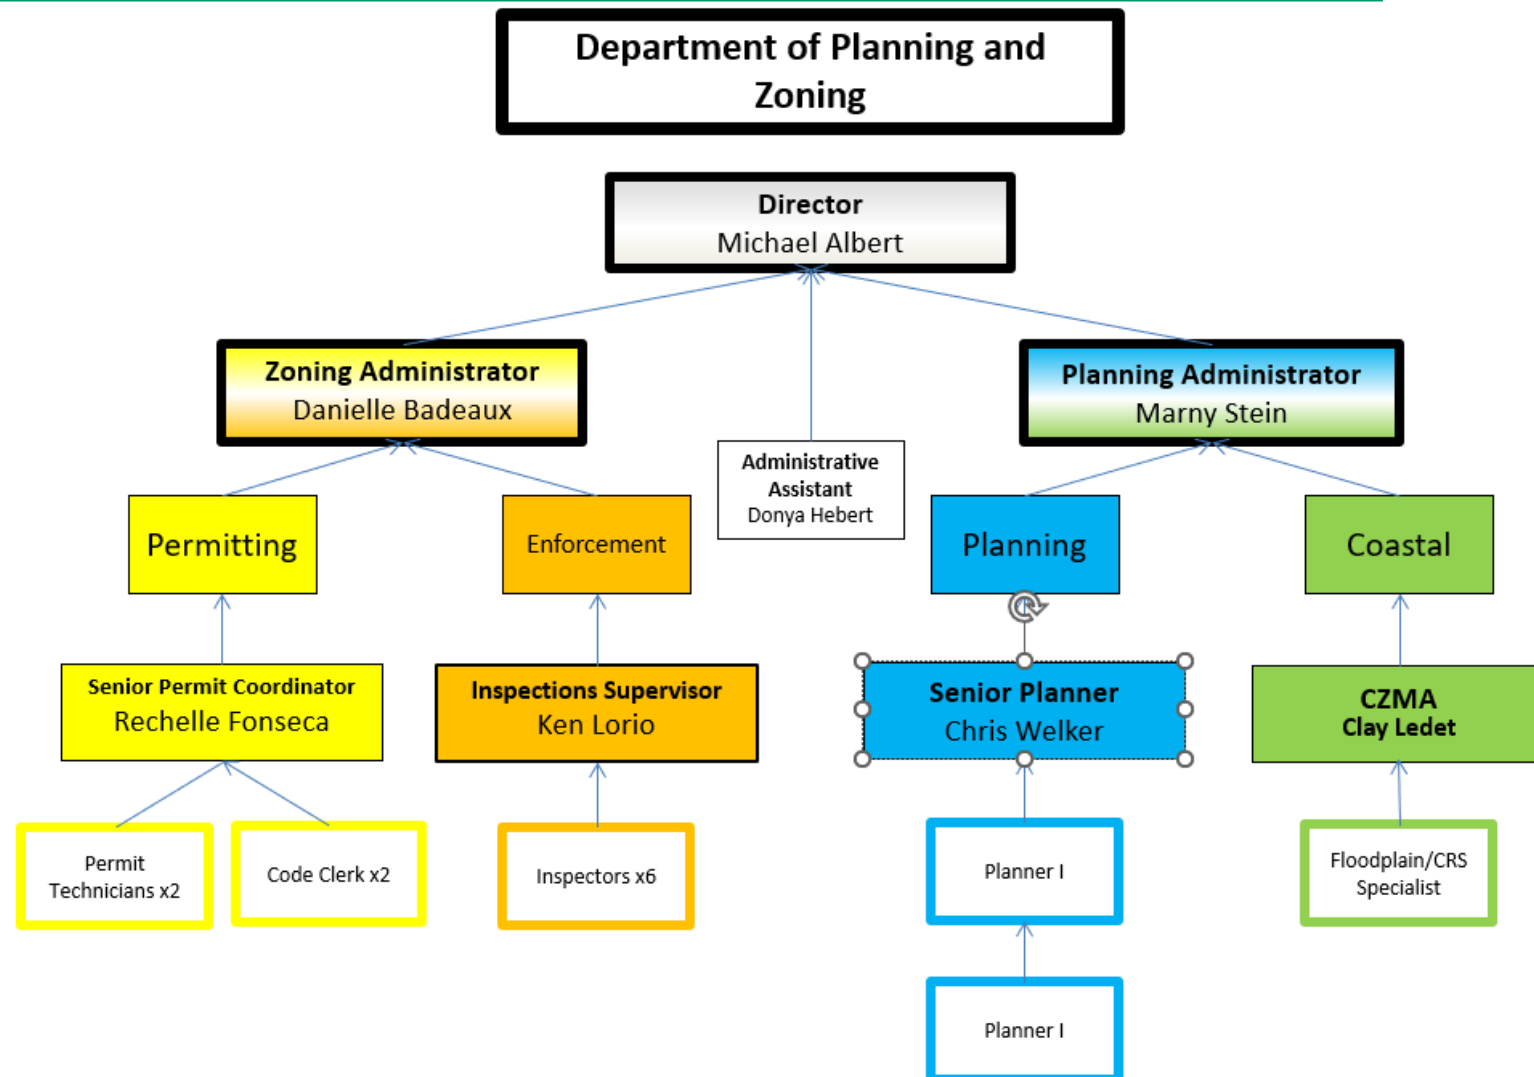 Department of Planning and
Zoning
Director
Michael Albert
Zoning Administrator
Danielle Badeaux
Planning Administrator
Marny Stein
Administrative
Assistant
Donya Hebert
Permitting
Enforcement
Planning
Coastal
Senior Permit Coordinator
Rechelle Fonseca
Inspections Supervisor
Ken Lorio
Senior Planner
Chris Welker
CZMA
Clay Ledet
Permit
Technicians x2
Code Clerk x2
Inspectors x6
Planner I
Floodplain/CRS
Specialist
Planner I